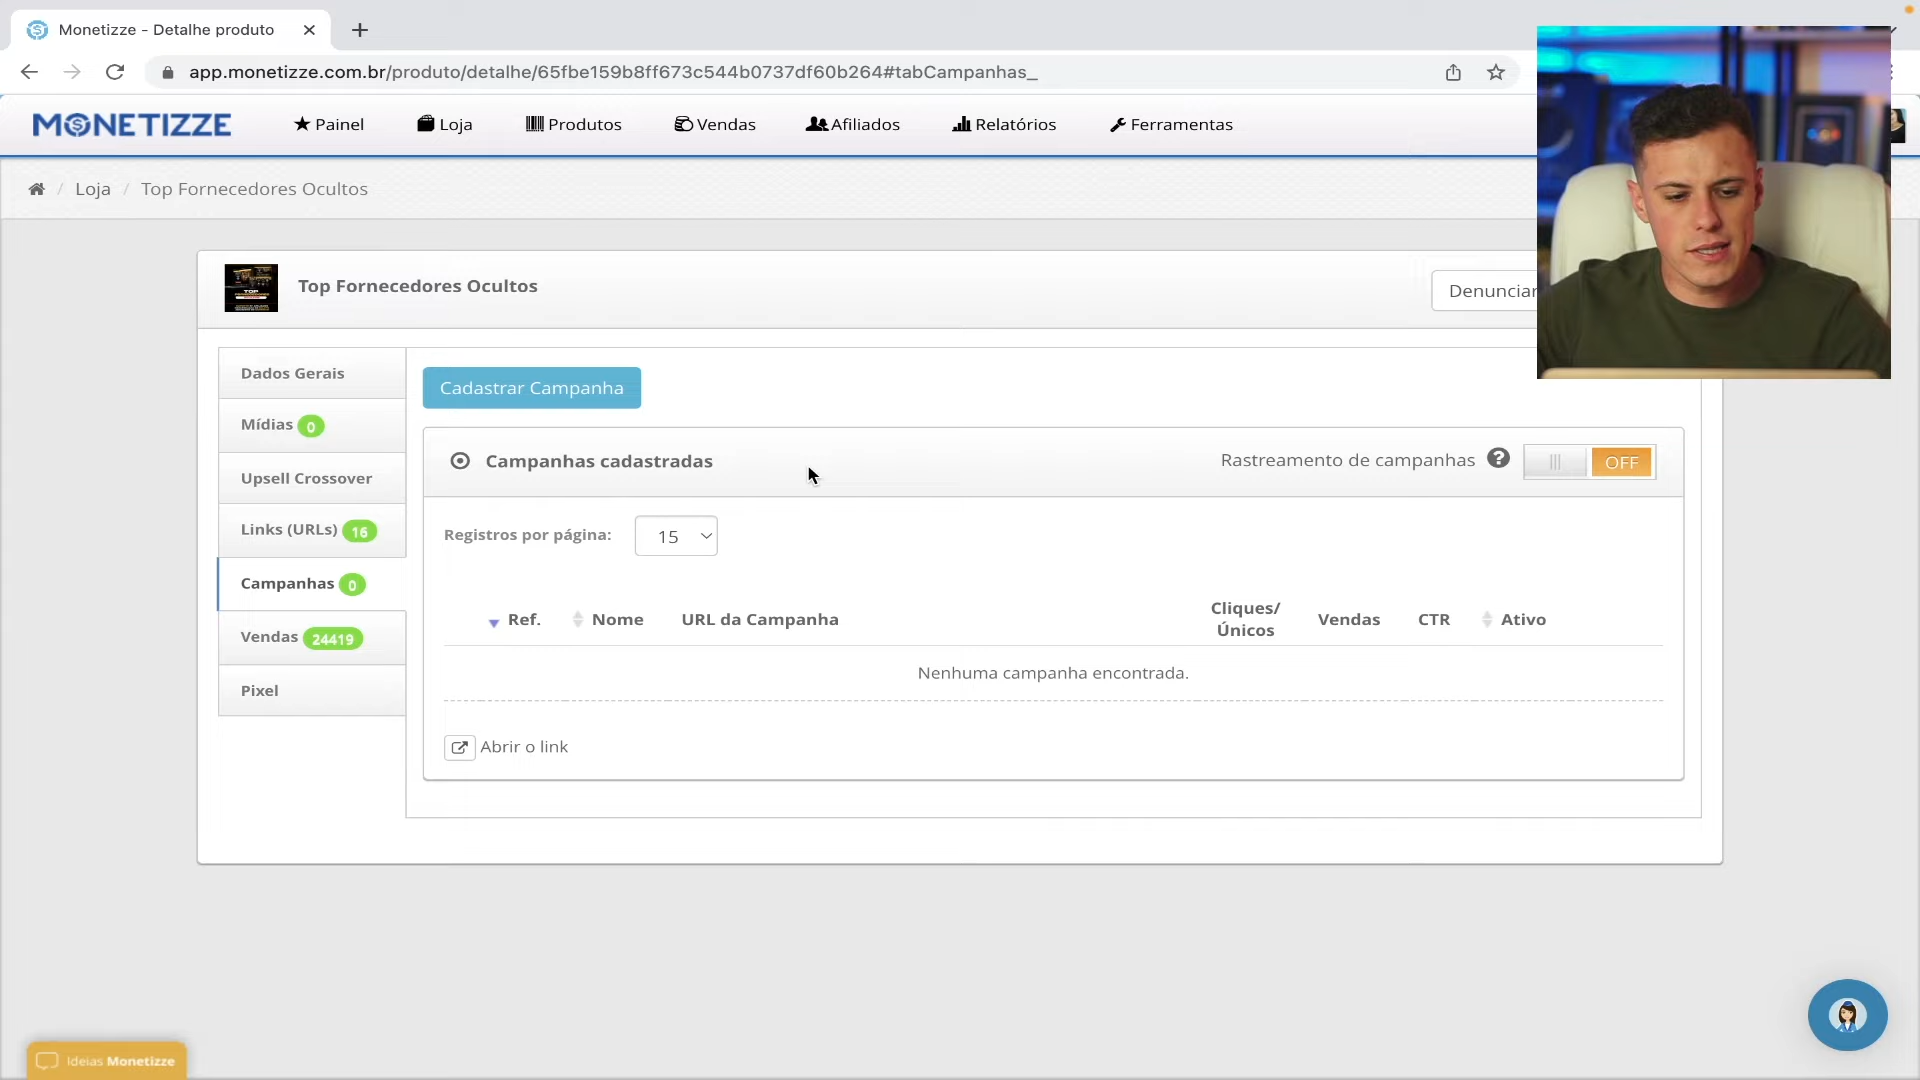 Monetizze - Detalhe produto
app.monetizze.com.br/produto/detalhe/65fbe159b8ff673c544b0737df60b264#tabCampanhas_
MONETIZZE
Painel
Loja
Produtos
Vendas
Afiliados
Relatórios
Ferramentas
/ Loja / Top Fornecedores Ocultos
Top Fornecedores Ocultos
Denunciar
Dados Gerais
Mídias 0
Upsell Crossover
Links (URLs) 16
Campanhas 0
Vendas 24419
Pixel
Cadastrar Campanha
Campanhas cadastradas
Rastreamento de campanhas ? OFF
Registros por página: 15
Ref. Nome URL da Campanha Cliques/ Vendas CTR Ativo
Únicos
Nenhuma campanha encontrada.
Abrir o link
Ideias Monetizze